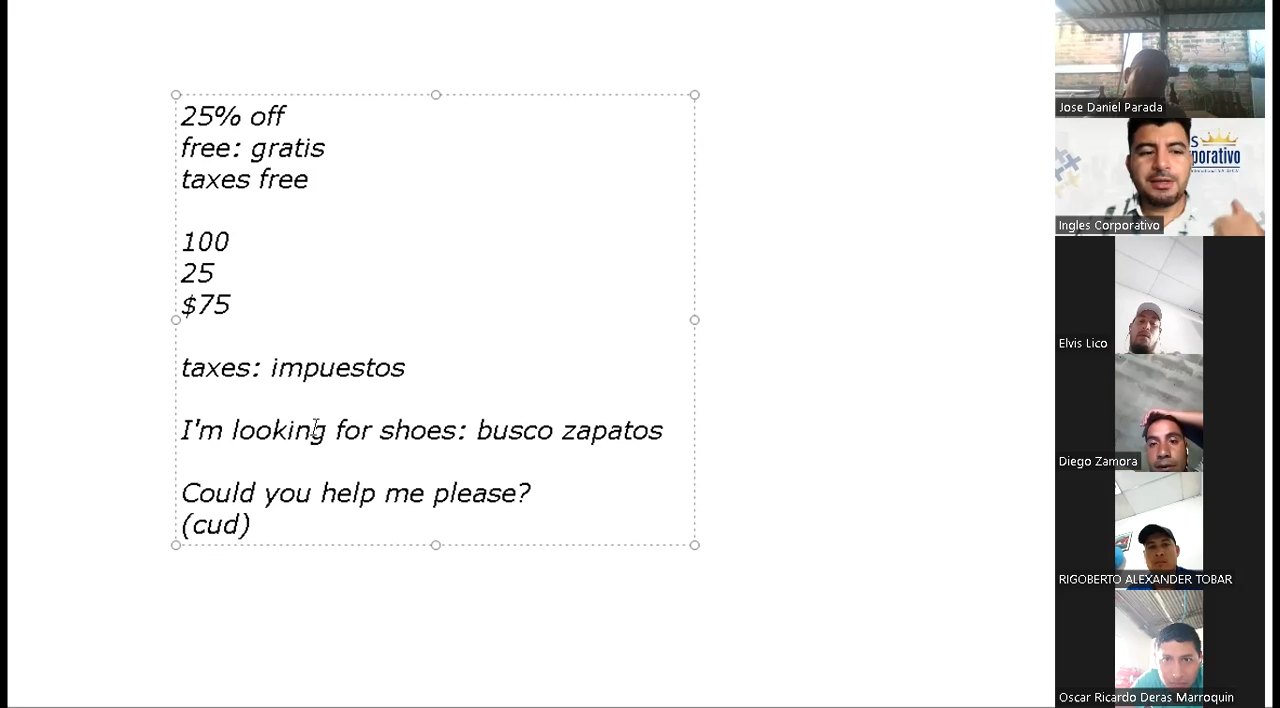 25% off
free: gratis
taxes free
100
25
$75
taxes: impuestos
I'm looking for shoes: busco zapatos
Could you help me please?
(cud)
Jose Daniel Parada
Ingles Corporativo
Elvis Lico
Diego Zamora
RIGOBERTO ALEXANDER TOBAR
Oscar Ricardo Deras Marroquin